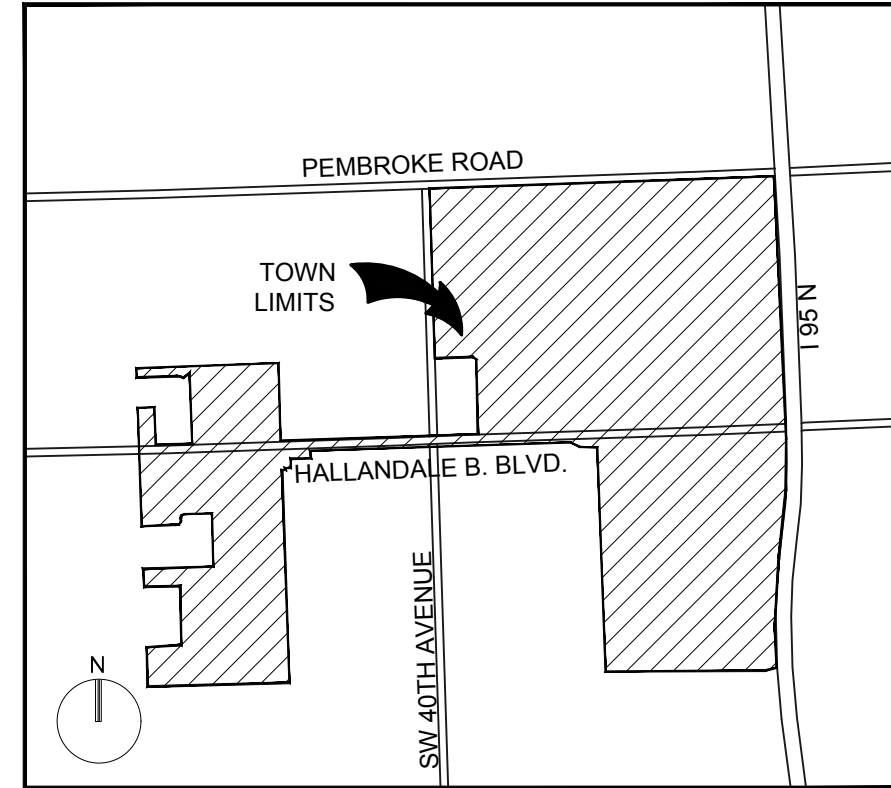 PEMBROKE ROAD
TOWN
LIMITS
I 95 N
HALLANDALE B. BLVD.
SW 40TH AVENUE
N